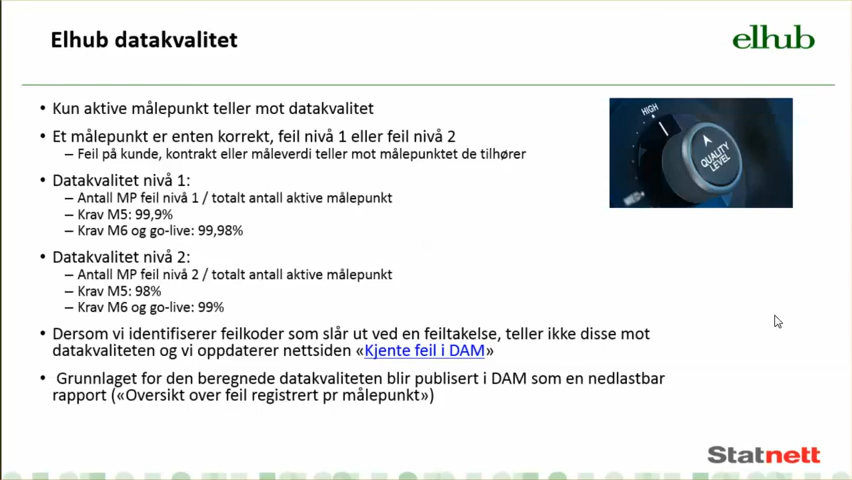 Elhub datakvalitet
elhub
• Kun aktive målepunkt teller mot datakvalitet
• Et målepunkt er enten korrekt, feil nivå 1 eller feil nivå 2
– Feil på kunde, kontrakt eller måleverdi teller mot målepunktet de tilhører
• Datakvalitet nivå 1:
– Antall MP feil nivå 1 / totalt antall aktive målepunkt
– Krav M5: 99,9%
– Krav M6 og go-live: 99,98%
• Datakvalitet nivå 2:
– Antall MP feil nivå 2 / totalt antall aktive målepunkt
– Krav M5: 98%
– Krav M6 og go-live: 99%
• Dersom vi identifiserer feilkoder som slår ut ved en feiltakelse, teller ikke disse mot
datakvaliteten og vi oppdaterer nettsiden «Kjente feil i DAM»
• Grunnlaget for den beregnede datakvaliteten blir publisert i DAM som en nedlastbar
rapport («Oversikt over feil registrert pr målepunkt»)
HIGH
QUALITY
LEVEL
MED
Statnett